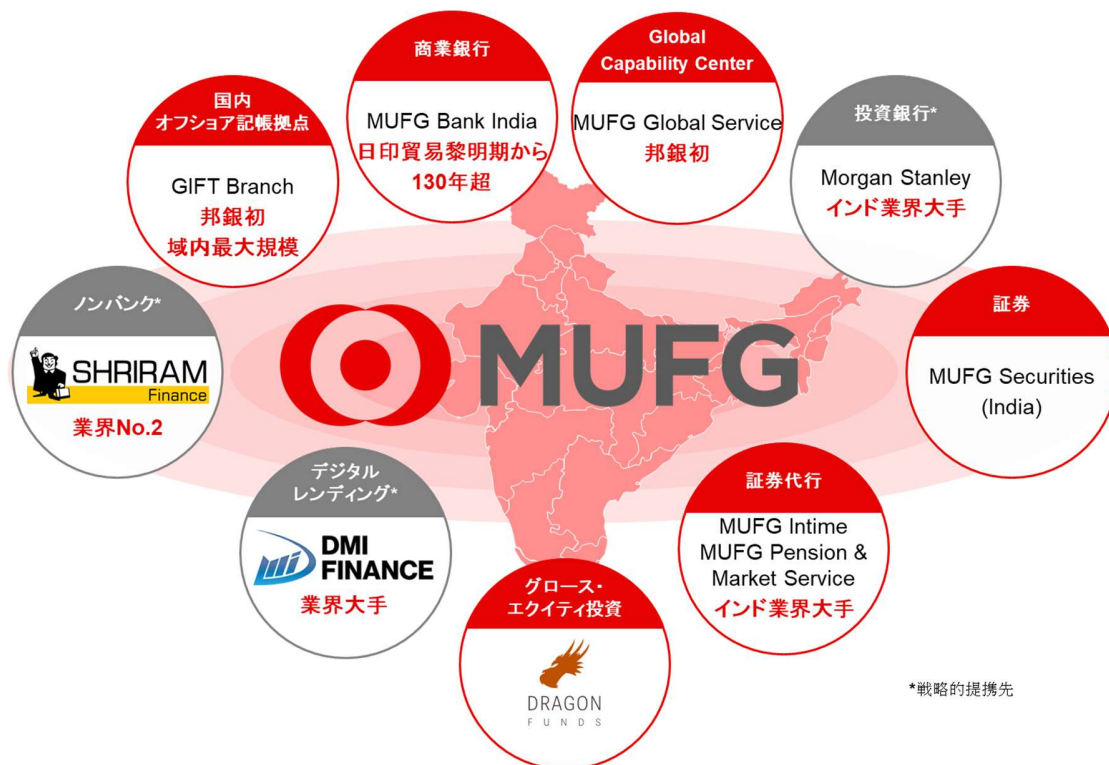 商業銀行
MUFG Bank India
日印貿易黎明期から
130年超
Global
Capability Center
MUFG Global Service
邦銀初
国内
オフショア記帳拠点
GIFT Branch
邦銀初
域内最大規模
投資銀行*
Morgan Stanley
インド業界大手
ノンバンク*
SHRIRAM
Finance
業界No.2
MUFG
証券
MUFG Securities
(India)
デジタル
レンディング*
DMI
FINANCE
業界大手
証券代行
MUFG Intime
MUFG Pension &
Market Service
インド業界大手
グロース・
エクイティ投資
DRAGON
FUNDS
*戦略的提携先